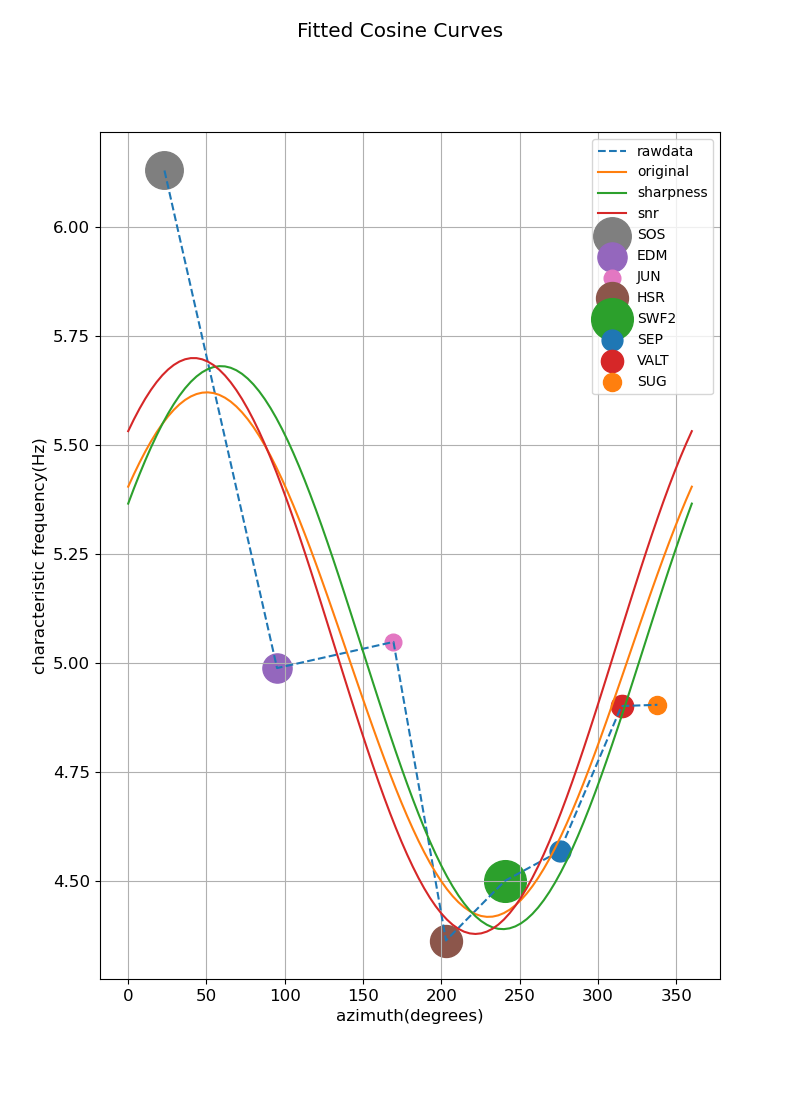 Fitted Cosine Curves
rawdata
original
sharpness
snr
SOS
EDM
JUN
HSR
SWF2
SEP
VALT
SUG
characteristic frequency(Hz)
6.00
5.75
5.50
5.25
5.00
4.75
4.50
0 50 100 150 200 250 300 350
azimuth(degrees)